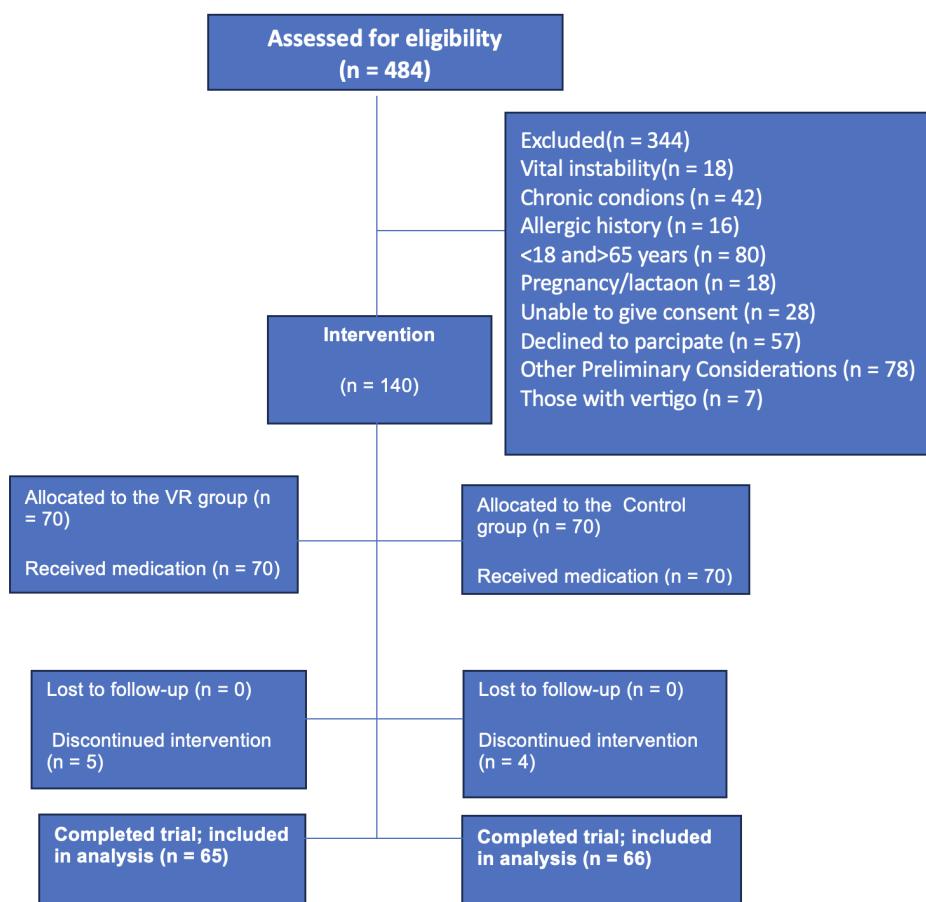 Assessed for eligibility
(n = 484)
Excluded(n = 344)
Vital instability(n = 18)
Chronic condions (n = 42)
Allergic history (n = 16)
<18 and>65 years (n = 80)
Pregnancy/lactaon (n = 18)
Unable to give consent (n = 28)
Declined to parcipate (n = 57)
Other Preliminary Considerations (n = 78)
Those with vertigo (n = 7)
Intervention
(n = 140)
Allocated to the VR group (n
= 70)
Received medication (n = 70)
Allocated to the Control
group (n = 70)
Received medication (n = 70)
Lost to follow-up (n = 0)
Discontinued intervention
(n = 5)
Lost to follow-up (n = 0)
Discontinued intervention
(n = 4)
Completed trial; included
in analysis (n = 65)
Completed trial; included
in analysis (n = 66)